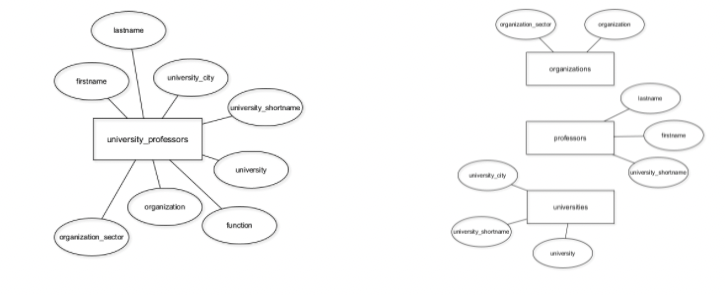 lastname
firstname
university_city
university_shortname
university_professors
university
organization
function
organization_sector
organization_sector
organization
organizations
lastname
professors
firstname
university_shortname
university_city
universities
university_shortname
university